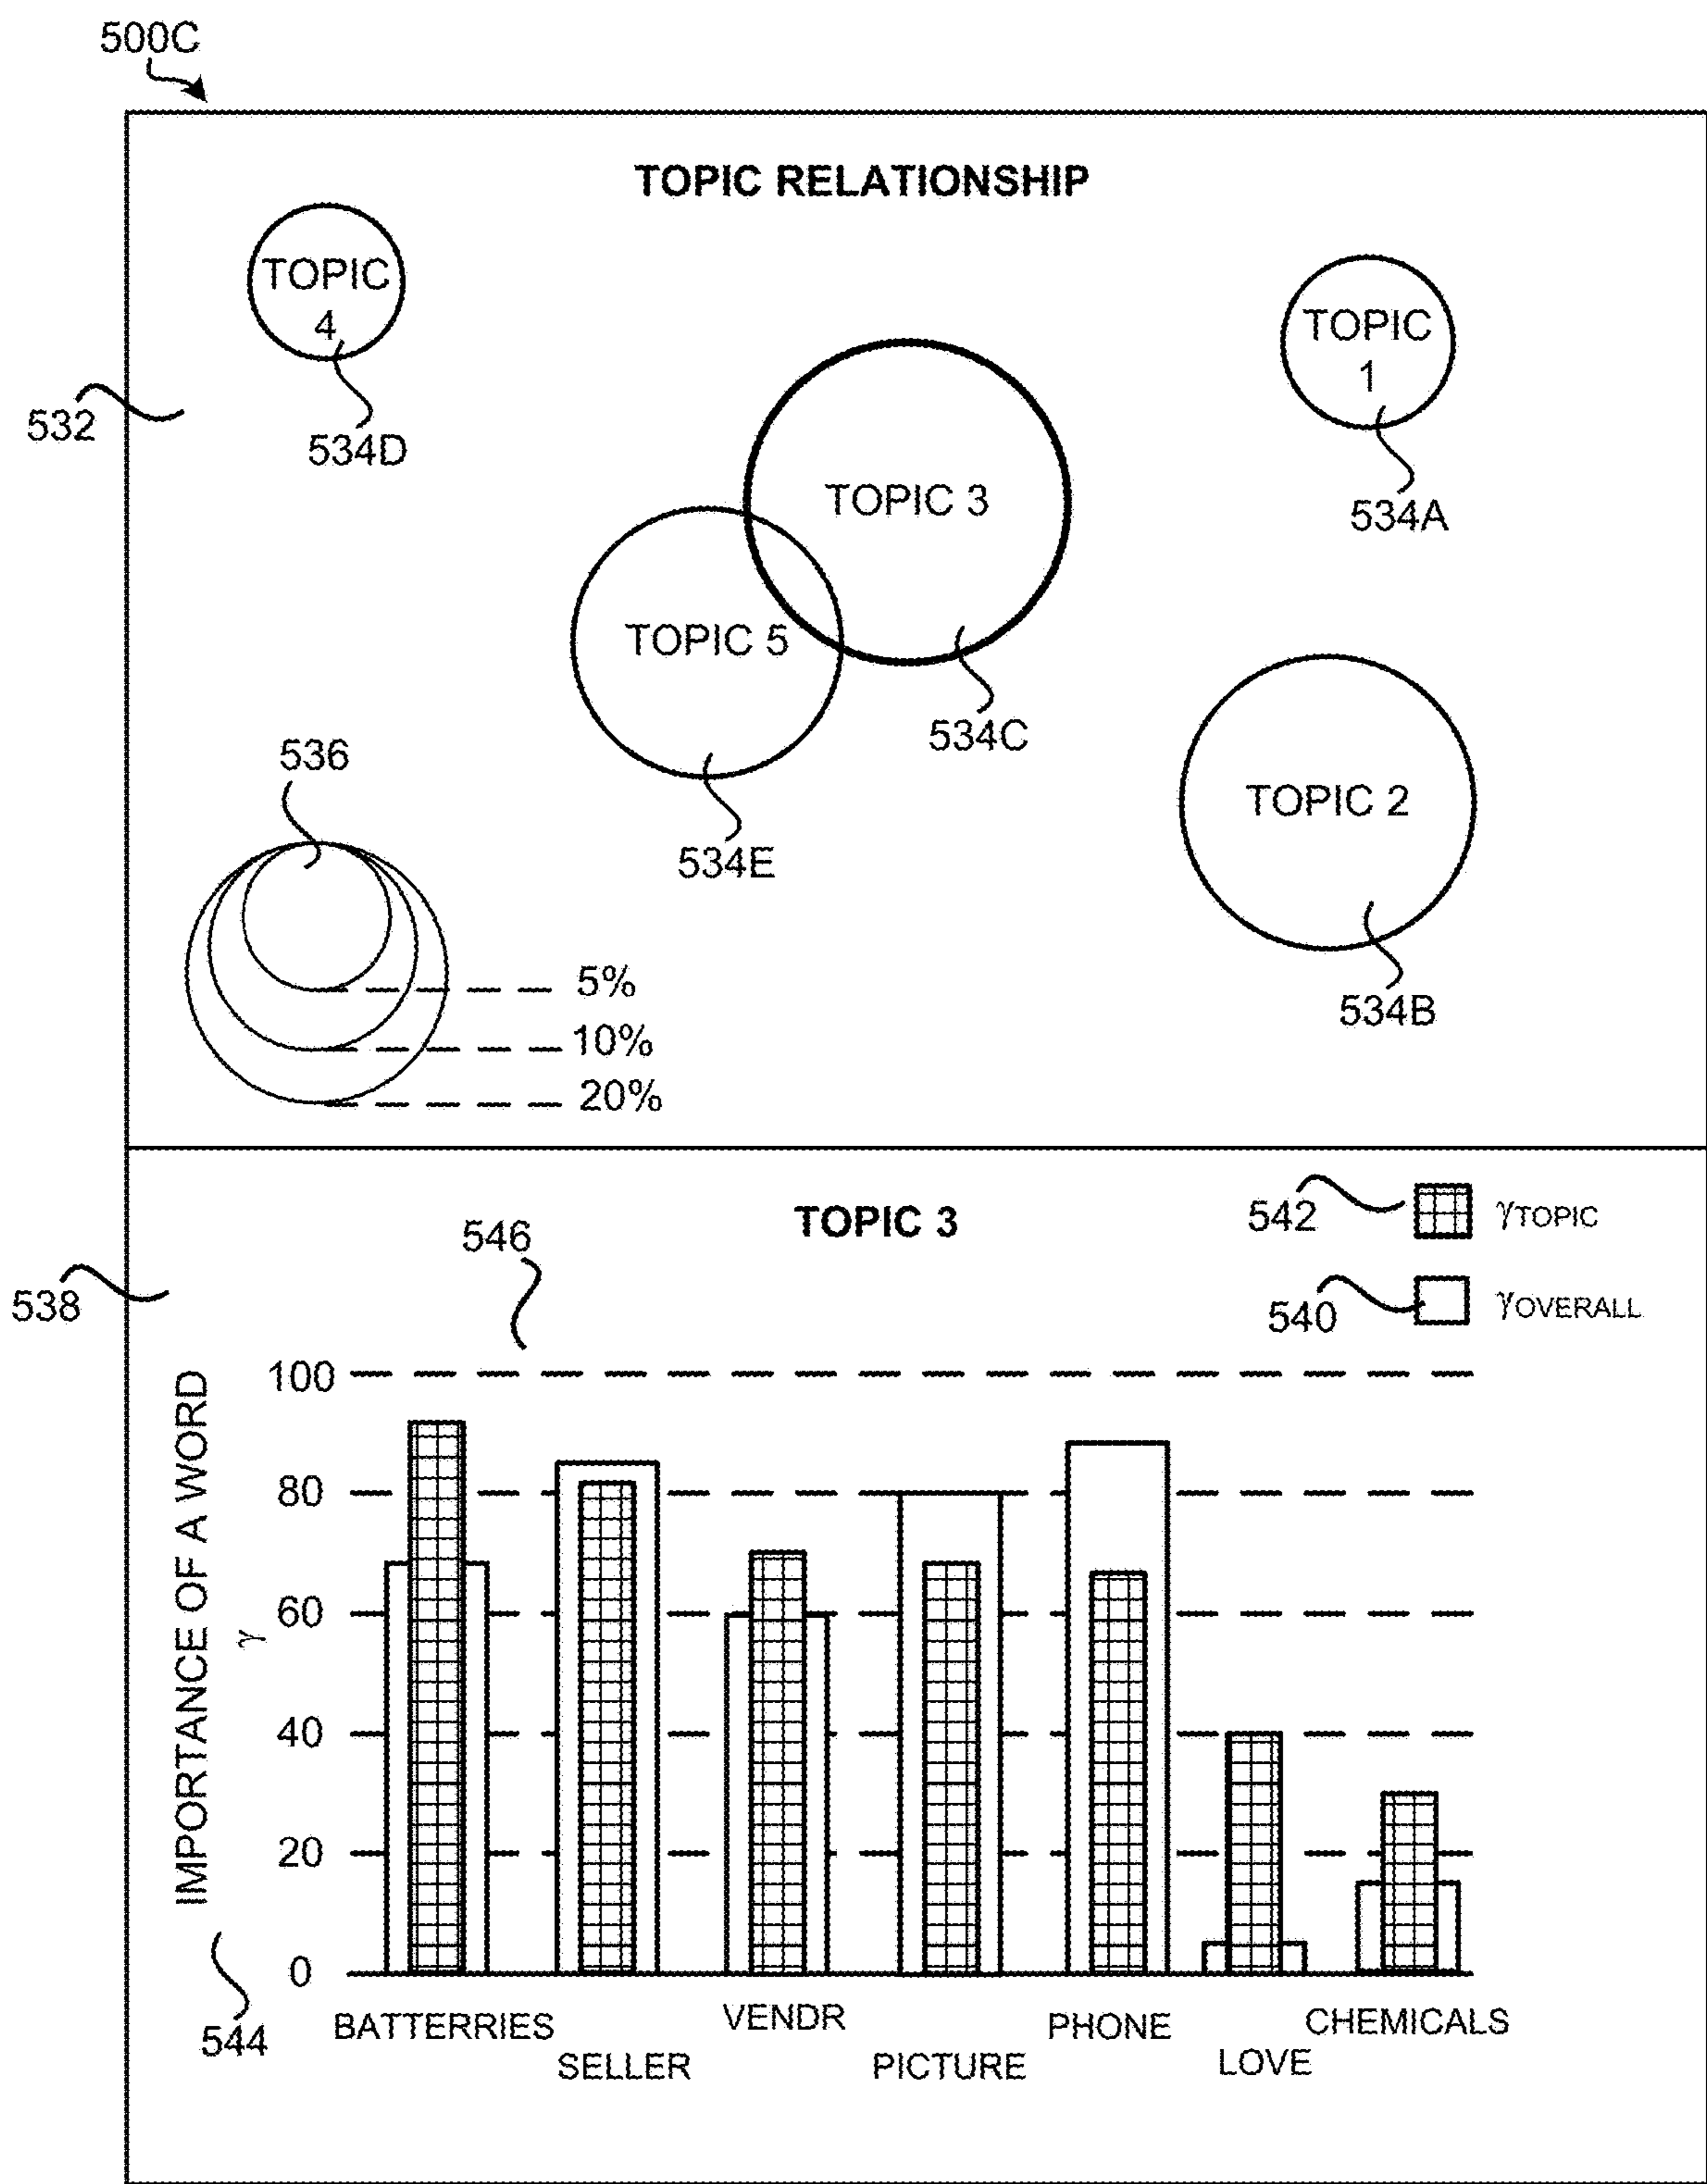 500C
TOPIC RELATIONSHIP
TOPIC
4
534D
TOPIC
1
534A
532
TOPIC 3
534C
TOPIC 5
534E
TOPIC 2
534B
536
5%
10%
20%
TOPIC 3
542
γTOPIC
540
γOVERALL
538
546
544
IMPORTANCE OF A WORD
γ
100
80
60
40
20
0
BATTERRIES
SELLER
VENDR
PICTURE
PHONE
LOVE
CHEMICALS